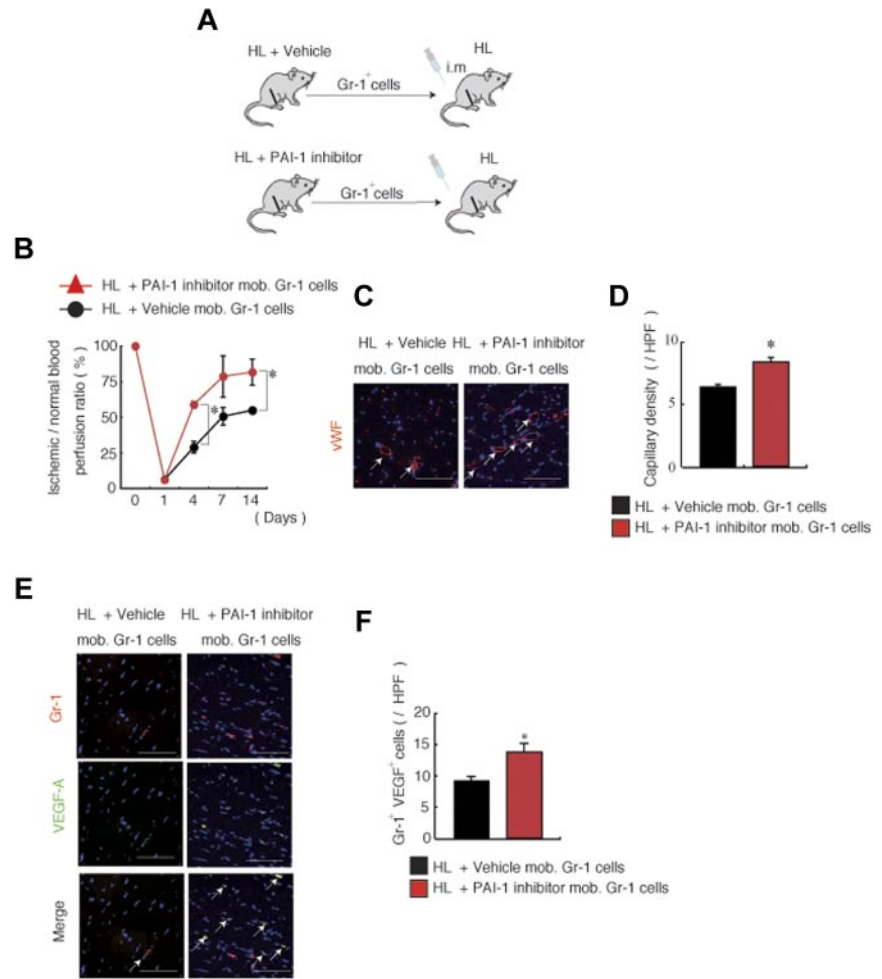 A
HL + Vehicle
HL
i.m
Gr-1+ cells
HL + PAI-1 inhibitor
HL
Gr-1+ cells
B
HL + PAI-1 inhibitor mob. Gr-1 cells
HL + Vehicle mob. Gr-1 cells
Ischemic / normal blood
perfusion ratio ( % )
100
75
50
25
0
*
*
0 1 4 7 14
( Days )
C
HL + Vehicle HL + PAI-1 inhibitor
mob. Gr-1 cells mob. Gr-1 cells
vWF
D
Capillary density ( / HPF )
10
5
0
*
HL + Vehicle mob. Gr-1 cells
HL + PAI-1 inhibitor mob. Gr-1 cells
E
HL + Vehicle HL + PAI-1 inhibitor
mob. Gr-1 cells mob. Gr-1 cells
Gr-1
VEGF-A
Merge
F
Gr-1+ VEGF+ cells ( / HPF )
20
15
10
5
0
*
HL + Vehicle mob. Gr-1 cells
HL + PAI-1 inhibitor mob. Gr-1 cells